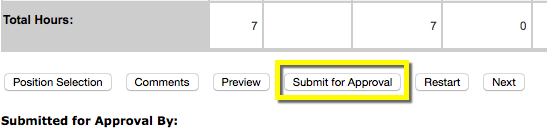 Total Hours: 7 7 0
Position Selection Comments Preview Submit for Approval Restart Next
Submitted for Approval By: